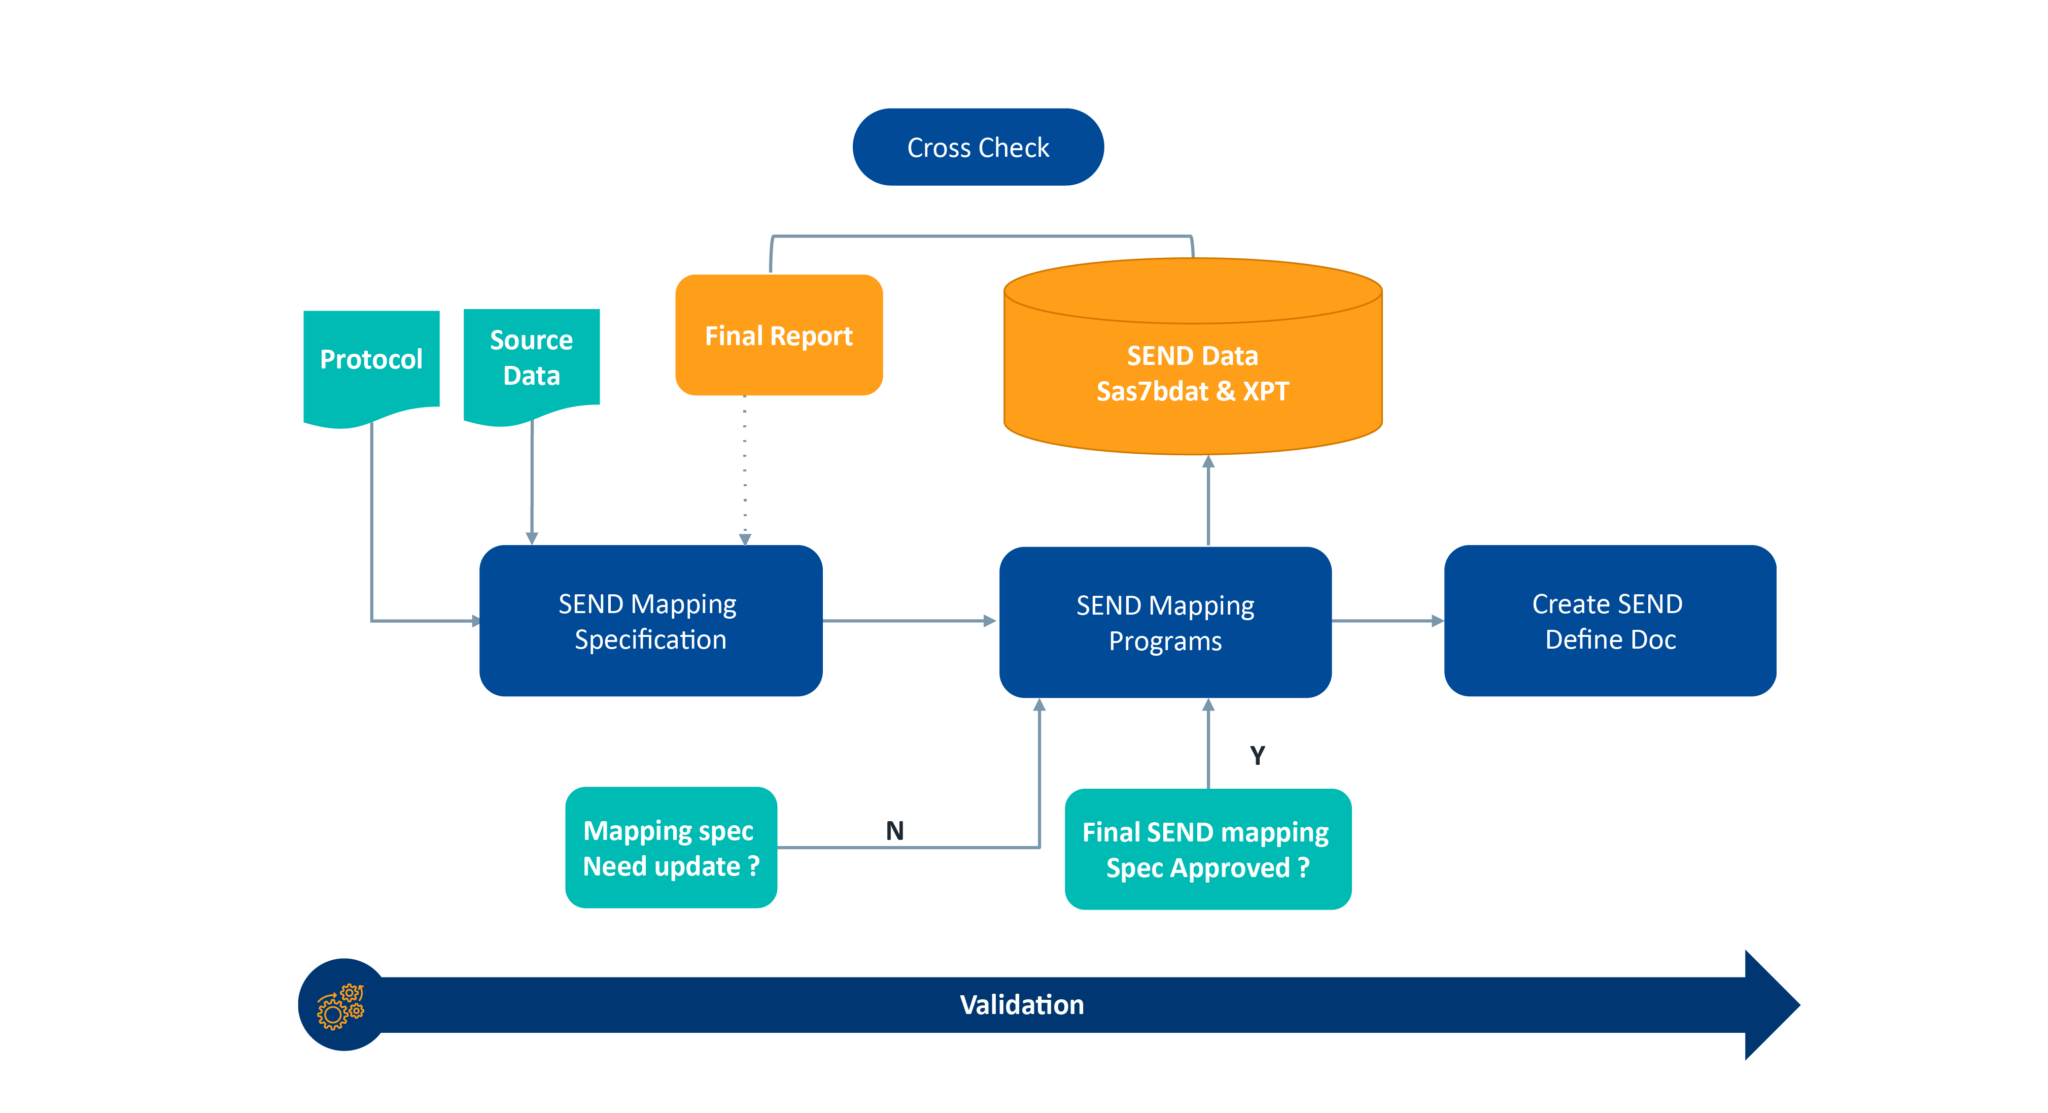 Cross Check
Protocol
Source
Data
Final Report
SEND Data
Sas7bdat & XPT
SEND Mapping
Specification
SEND Mapping
Programs
Create SEND
Define Doc
Y
N
Mapping spec
Need update ?
Final SEND mapping
Spec Approved ?
Validation